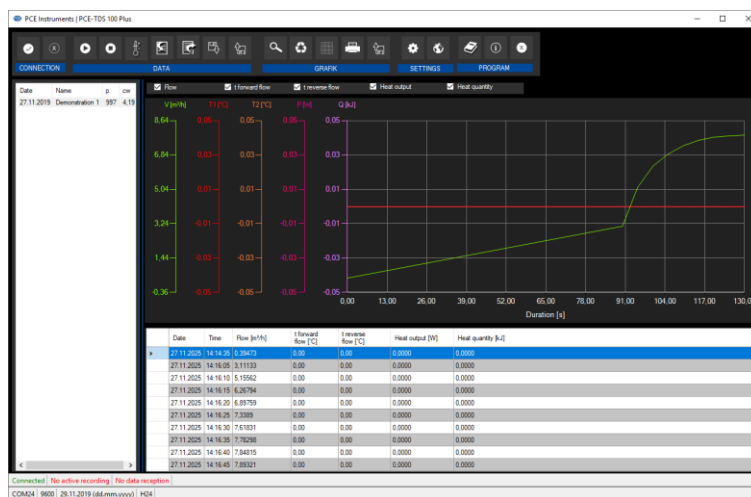 PCE Instruments | PCE-TDS 100 Plus
CONNECTION DATA GRAFIK SETTINGS PROGRAM
Date Name p cw
27.11.2019 Demonstration 1 997 4,19
Flow t forward flow t reverse flow Heat output Heat quantity
V [m³/h] T1 [°C] T2 [°C] P [W] Q [kJ]
8,64 0,05 0,05 0,05 0,05
6,84 0,03 0,03 0,03 0,03
5,04 0,01 0,01 0,01 0,01
3,24 -0,01 -0,01 -0,01 -0,01
1,44 -0,03 -0,03 -0,03 -0,03
-0,36 -0,05 -0,05 -0,05 -0,05
0,00 13,00 26,00 39,00 52,00 65,00 78,00 91,00 104,00 117,00 130,0
Duration [s]
Date Time Flow [m³/h] t forward flow [°C] t reverse flow [°C] Heat output [W] Heat quantity [kJ]
27.11.2025 14:14:35 0,39473 0,00 0,00 0,0000 0,0000
27.11.2025 14:16:05 3,11133 0,00 0,00 0,0000 0,0000
27.11.2025 14:16:10 5,15562 0,00 0,00 0,0000 0,0000
27.11.2025 14:16:15 6,26794 0,00 0,00 0,0000 0,0000
27.11.2025 14:16:20 6,89759 0,00 0,00 0,0000 0,0000
27.11.2025 14:16:25 7,3389 0,00 0,00 0,0000 0,0000
27.11.2025 14:16:30 7,61831 0,00 0,00 0,0000 0,0000
27.11.2025 14:16:35 7,78298 0,00 0,00 0,0000 0,0000
27.11.2025 14:16:40 7,84815 0,00 0,00 0,0000 0,0000
27.11.2025 14:16:45 7,89321 0,00 0,00 0,0000 0,0000
Connected No active recording No data reception
COM24 9600 29.11.2019 (dd.mm.yyyy) H24